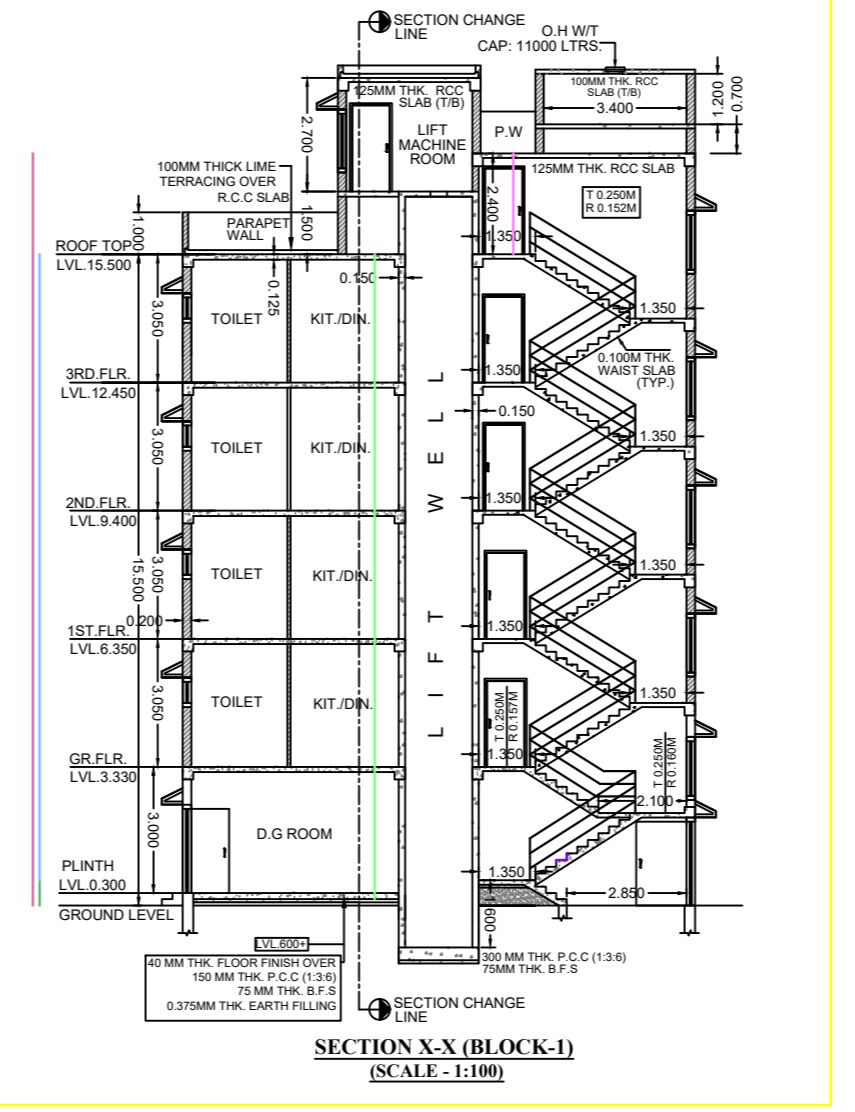 SECTION CHANGE
LINE
O.H W/T
CAP: 11000 LTRS.
125MM THK. RCC
SLAB (T/B)
100MM THK. RCC
SLAB (T/B)
3.400
1.200
0.700
2.700
LIFT
MACHINE
ROOM
P.W
100MM THICK LIME
TERRACING OVER
R.C.C SLAB
125MM THK. RCC SLAB
T 0.250M
R 0.152M
2.400
1.000
PARAPET
WALL
1.500
1.350
ROOF TOP
LVL.15.500
0.125
0.150
3.050
TOILET
KIT./DIN.
1.350
0.100M THK.
WAIST SLAB
(TYP.)
1.350
3RD.FLR.
LVL.12.450
0.150
3.050
TOILET
KIT./DIN.
1.350
1.350
2ND.FLR.
LVL.9.400
15.500
3.050
TOILET
KIT./DIN.
1.350
0.200
1.350
1ST.FLR.
LVL.6.350
3.050
TOILET
KIT./DIN.
LIFT WELL
T 0.250M
R 0.157M
1.350
1.350
GR.FLR.
LVL.3.330
T 0.250M
R 0.160M
2.100
3.000
D.G ROOM
PLINTH
LVL.0.300
1.350
2.850
GROUND LEVEL
1.600
LVL.600+
40 MM THK. FLOOR FINISH OVER
150 MM THK. P.C.C (1:3:6)
75 MM THK. B.F.S
0.375MM THK. EARTH FILLING
300 MM THK. P.C.C (1:3:6)
75MM THK. B.F.S
SECTION CHANGE
LINE
SECTION X-X (BLOCK-1)
(SCALE - 1:100)